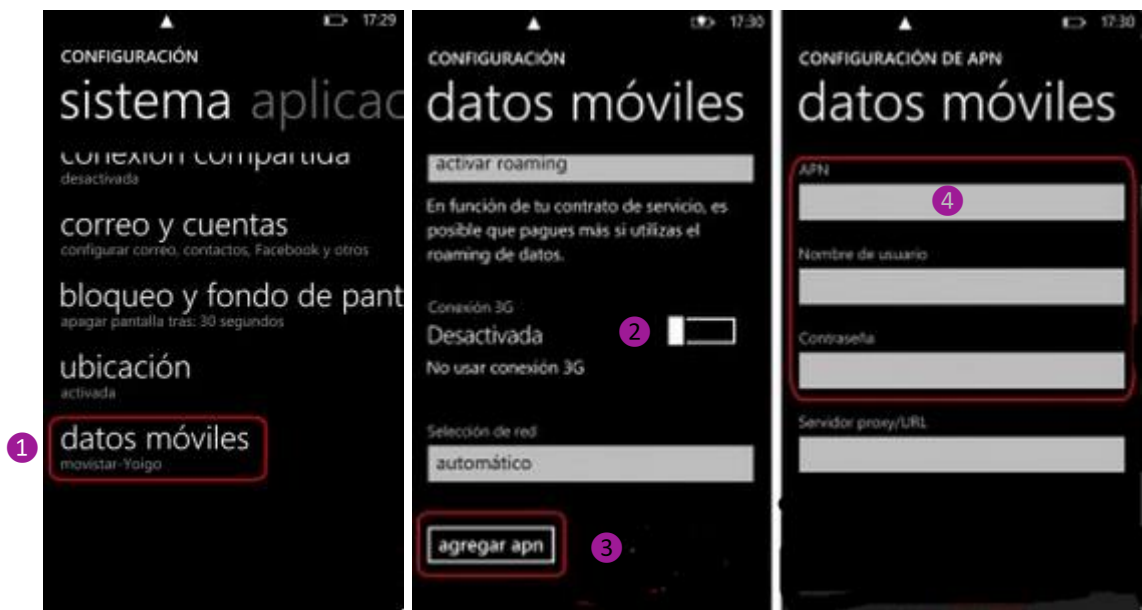 17:29
CONFIGURACIÓN
sistema aplicac
conexión compartida
desactivada
correo y cuentas
configurar correo, contactos, Facebook y otros
bloqueo y fondo de pant
apagar pantalla tras: 30 segundos
ubicación
activada
1
datos móviles
movistar-Yoigo
17:30
CONFIGURACIÓN
datos móviles
activar roaming
En función de tu contrato de servicio, es
posible que pagues más si utilizas el
roaming de datos.
Conexión 3G
Desactivada
2
No usar conexión 3G
Selección de red
automático
agregar apn
3
17:30
CONFIGURACIÓN DE APN
datos móviles
APN
4
Nombre de usuario
Contraseña
Servidor proxy/URL